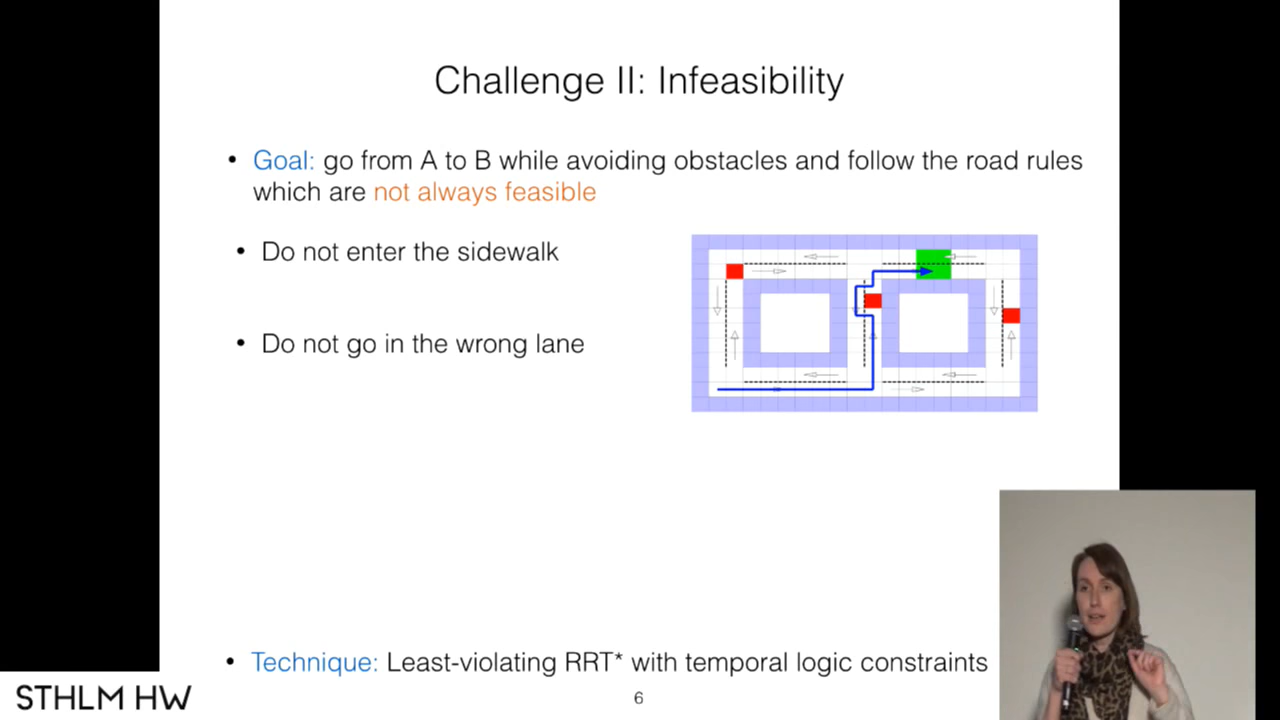 Challenge II: Infeasibility
• Goal: go from A to B while avoiding obstacles and follow the road rules
which are not always feasible
• Do not enter the sidewalk
• Do not go in the wrong lane
• Technique: Least-violating RRT* with temporal logic constraints
6
STHLM HW